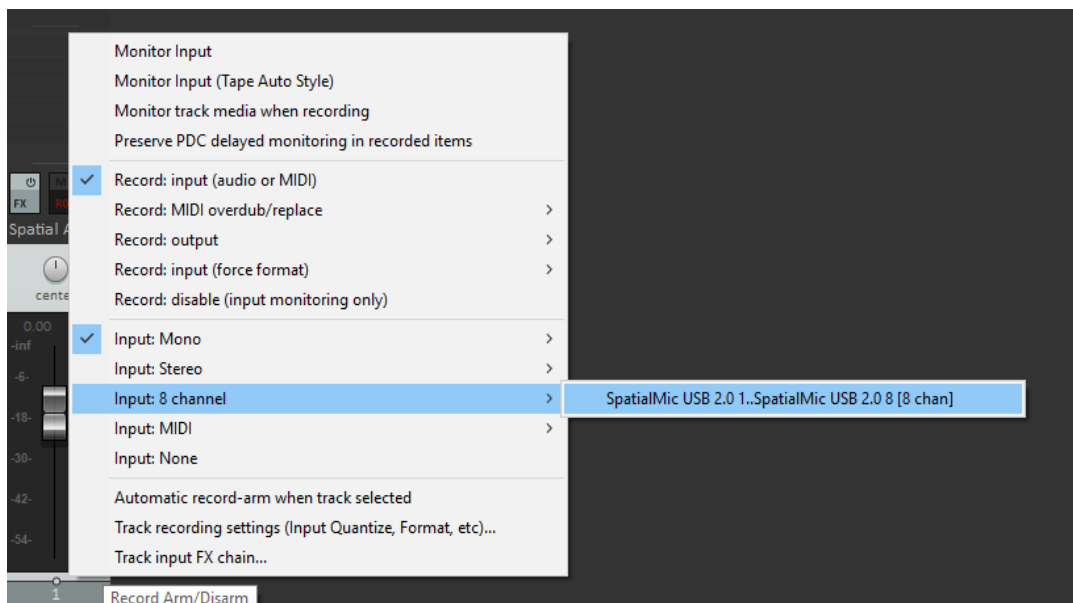 Monitor Input
Monitor Input (Tape Auto Style)
Monitor track media when recording
Preserve PDC delayed monitoring in recorded items
Record: input (audio or MIDI)
FX
Record: MIDI overdub/replace
Spatial
Record: output
Record: input (force format)
cente
Record: disable (input monitoring only)
0.00
-inf
Input: Mono
-6-
Input: Stereo
Input: 8 channel
SpatialMic USB 2.0 1..SpatialMic USB 2.0 8 [8 chan]
-18-
Input: MIDI
-30-
Input: None
-42-
Automatic record-arm when track selected
Track recording settings (Input Quantize, Format, etc)...
-54-
Track input FX chain...
1
Record Arm/Disarm